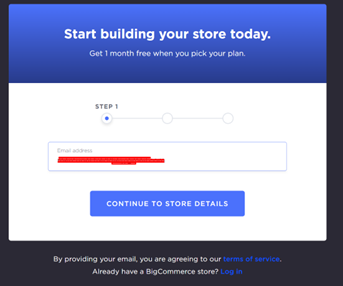 Start building your store today.
Get 1 month free when you pick your plan.
STEP 1
Email address
CONTINUE TO STORE DETAILS
By providing your email, you are agreeing to our terms of service.
Already have a BigCommerce store? Log in